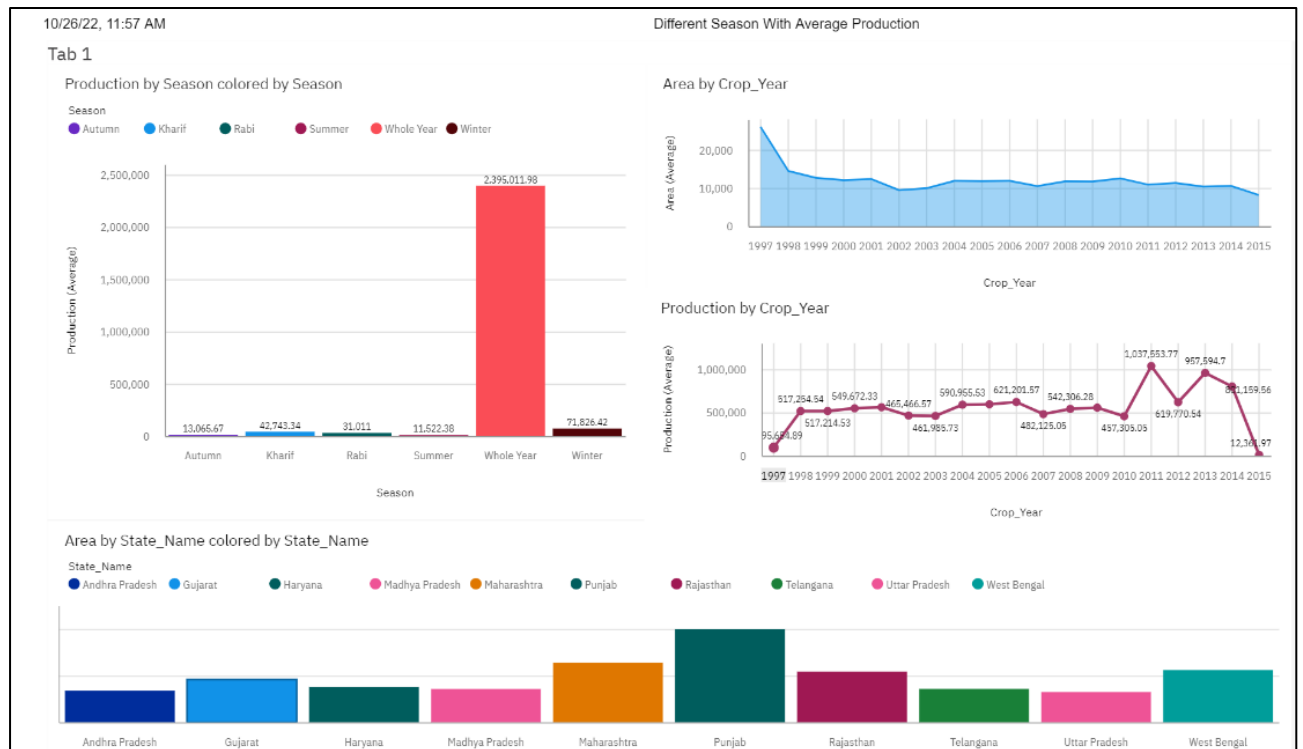 10/26/22, 11:57 AM
Different Season With Average Production
Tab 1
Production by Season colored by Season
Season
Autumn Kharif Rabi Summer Whole Year Winter
Production (Average)
2,500,000
2,000,000
1,500,000
1,000,000
500,000
0
13,065.67
42,743.34
31.011
11,522.38
2,395,011.98
71,826.42
Autumn Kharif Rabi Summer Whole Year Winter
Season
Area by Crop_Year
Area (Average)
20,000
10,000
0
1997 1998 1999 2000 2001 2002 2003 2004 2005 2006 2007 2008 2009 2010 2011 2012 2013 2014 2015
Crop_Year
Production by Crop_Year
Production (Average)
1,000,000
500,000
0
517,254.54
517,214.53
549,672.33
465,466.57
461,985.73
590,955.53
621,201.57
482,125.05
542,306.28
457,305.05
1,037,553.77
619,770.54
957,594.7
12,361.97
1997 1998 1999 2000 2001 2002 2003 2004 2005 2006 2007 2008 2009 2010 2011 2012 2013 2014 2015
Crop_Year
Area by State_Name colored by State_Name
State_Name
Andhra Pradesh Gujarat Haryana Madhya Pradesh Maharashtra Punjab Rajasthan Telangana Uttar Pradesh West Bengal
Andhra Pradesh Gujarat Haryana Madhya Pradesh Maharashtra Punjab Rajasthan Telangana Uttar Pradesh West Bengal